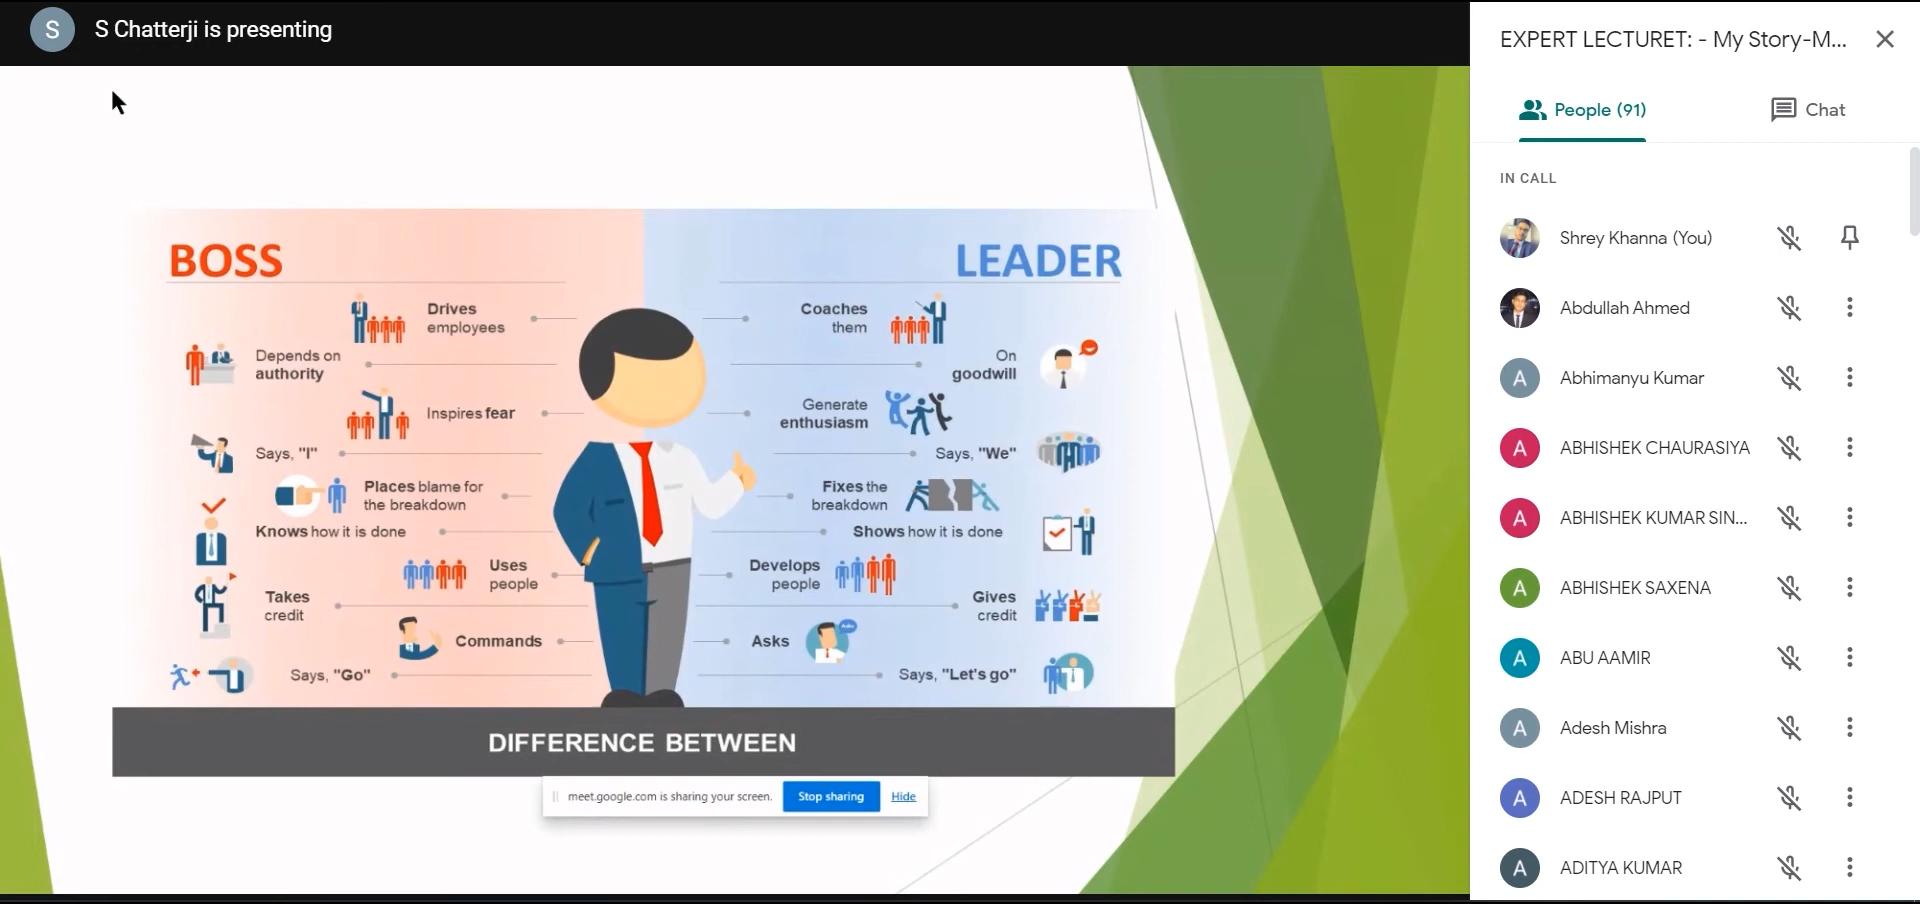 S
S Chatterji is presenting
BOSS
LEADER
Drives
employees
Coaches
them
Depends on
authority
On
goodwill
Inspires fear
Generate
enthusiasm
Says, "I"
Says, "We"
Places blame for
the breakdown
Fixes the
breakdown
Knows how it is done
Shows how it is done
Uses
people
Develops
people
Takes
credit
Gives
credit
Commands
Asks
Says, "Go"
Says, "Let's go"
DIFFERENCE BETWEEN
meet.google.com is sharing your screen.
Stop sharing
Hide
EXPERT LECTURET: - My Story-M...
People (91)
Chat
IN CALL
Shrey Khanna (You)
Abdullah Ahmed
A
Abhimanyu Kumar
A
ABHISHEK CHAURASIYA
A
ABHISHEK KUMAR SIN...
A
ABHISHEK SAXENA
A
ABU AAMIR
A
Adesh Mishra
A
ADESH RAJPUT
A
ADITYA KUMAR